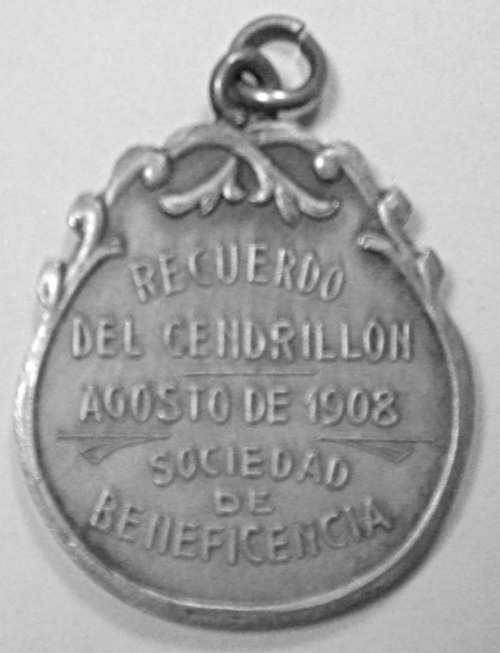 RECUERDO
DEL CENDRILLON
AGOSTO DE 1908
SOCIEDAD
DE
BENEFICENCIA